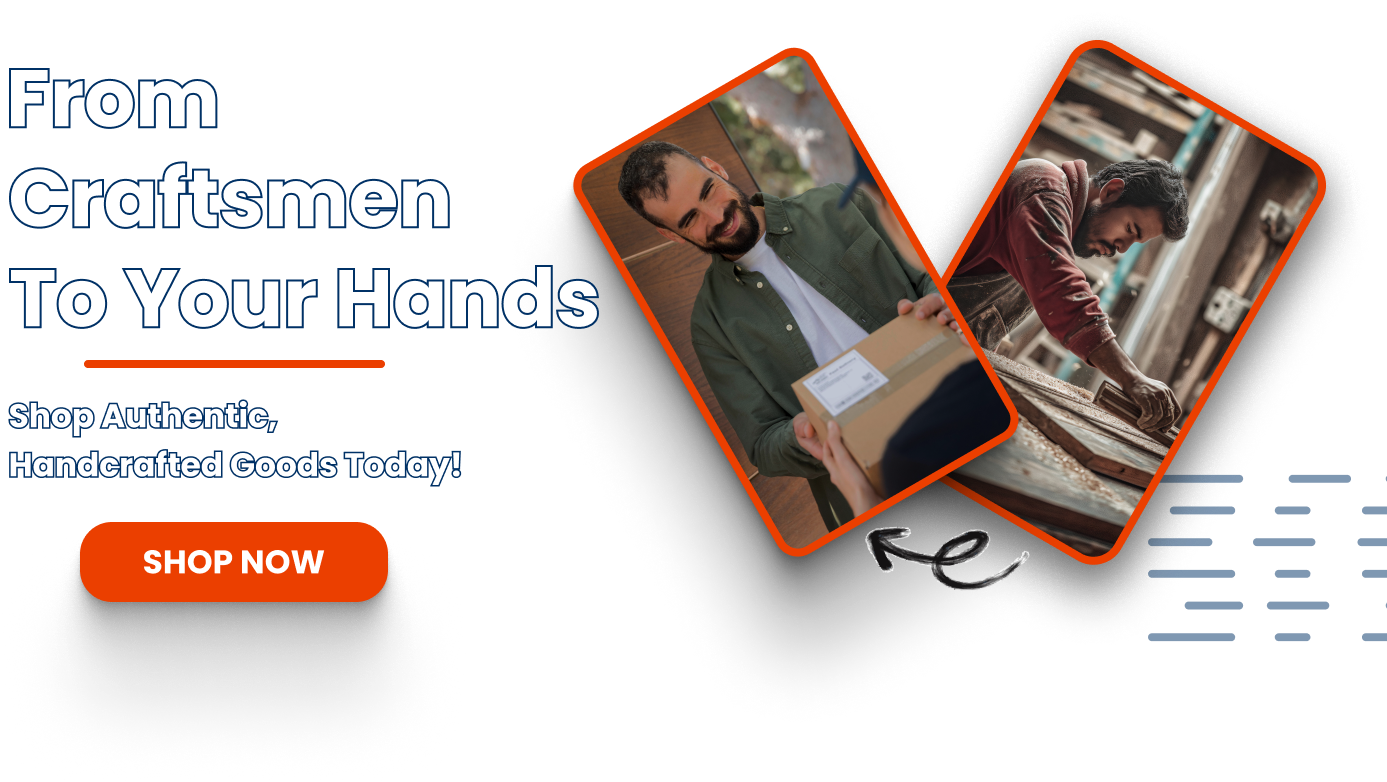 From
Craftsmen
To Your Hands
Shop Authentic,
Handcrafted Goods Today!
SHOP NOW